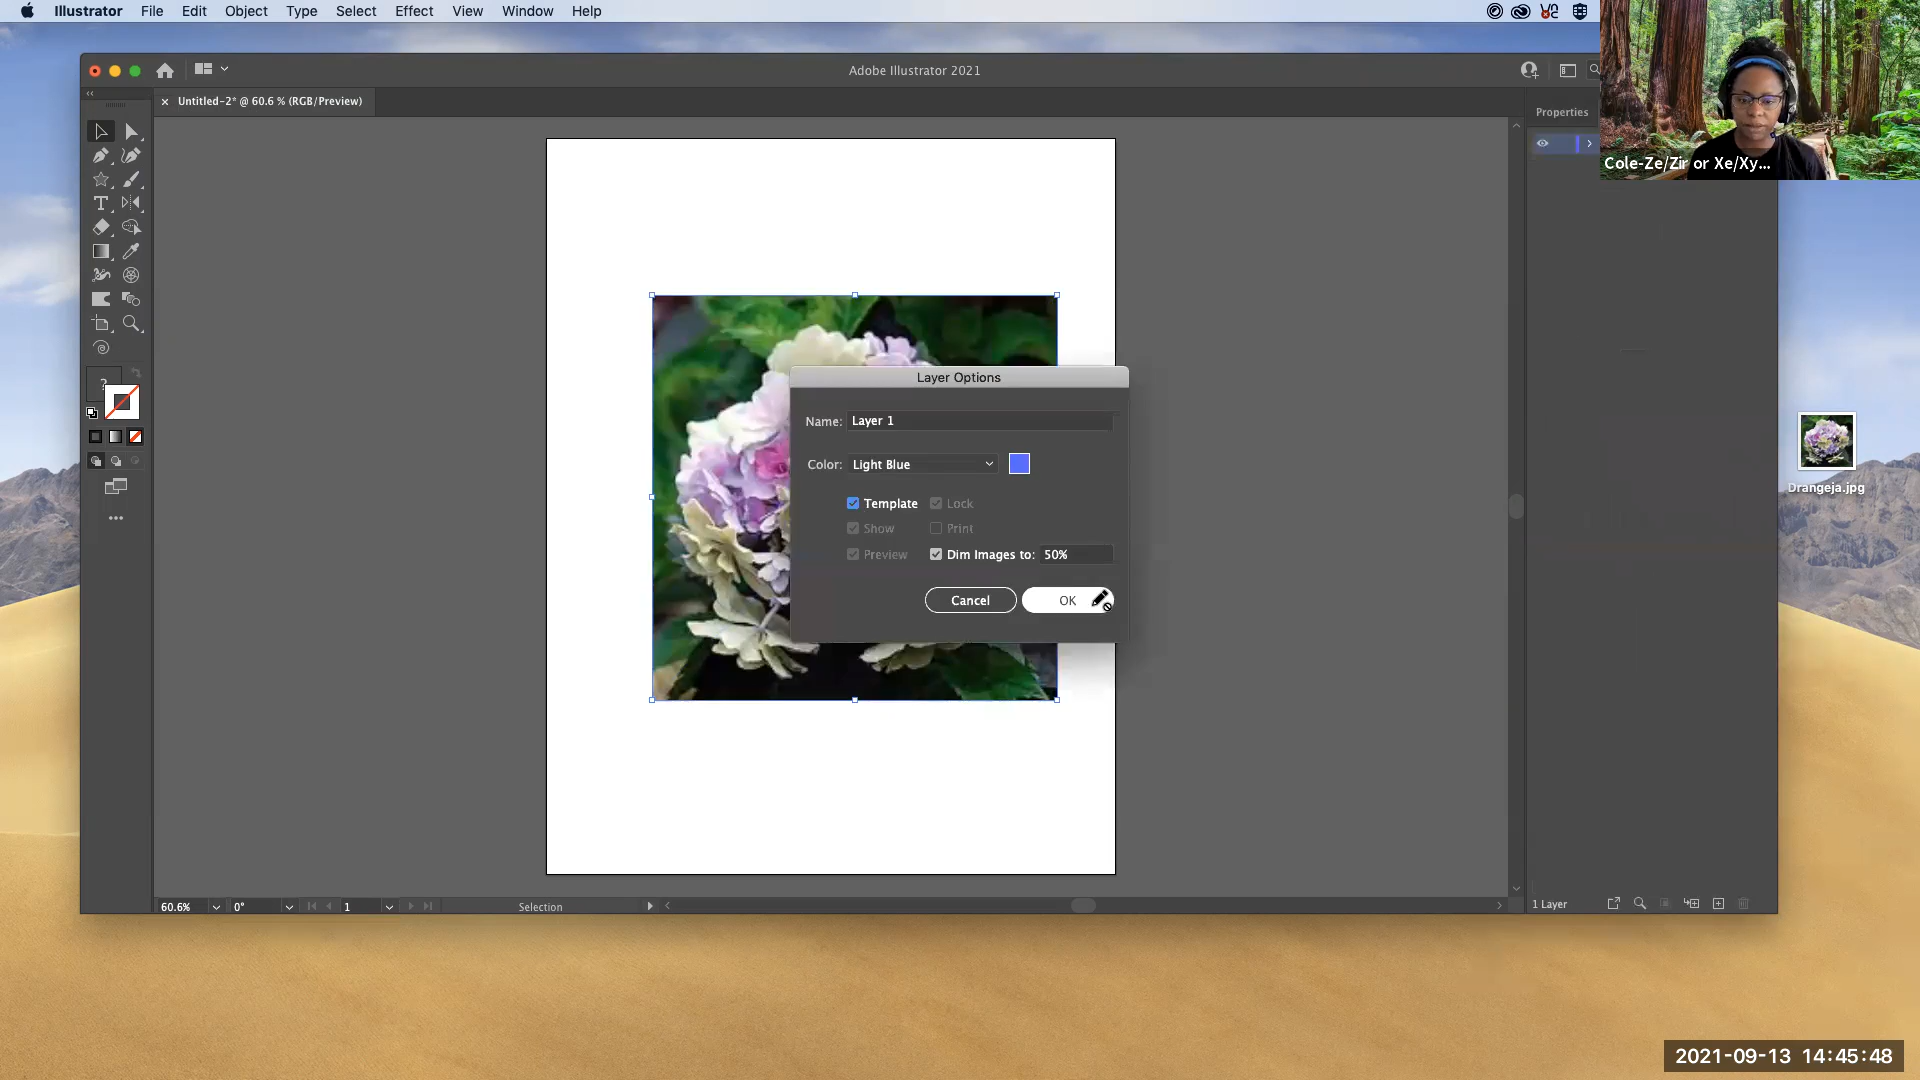 Illustrator File Edit Object Type Select Effect View Window Help
Adobe Illustrator 2021
Untitled-2* @ 60.6 % (RGB/Preview)
Properties
Cole-Ze/Zir or Xe/Xy...
Layer Options
Name: Layer 1
Color: Light Blue
Template Lock
Show Print
Preview Dim Images to: 50%
Cancel OK
Drangeja.jpg
60.6% 0° 1 Selection
1 Layer
2021-09-13 14:45:48